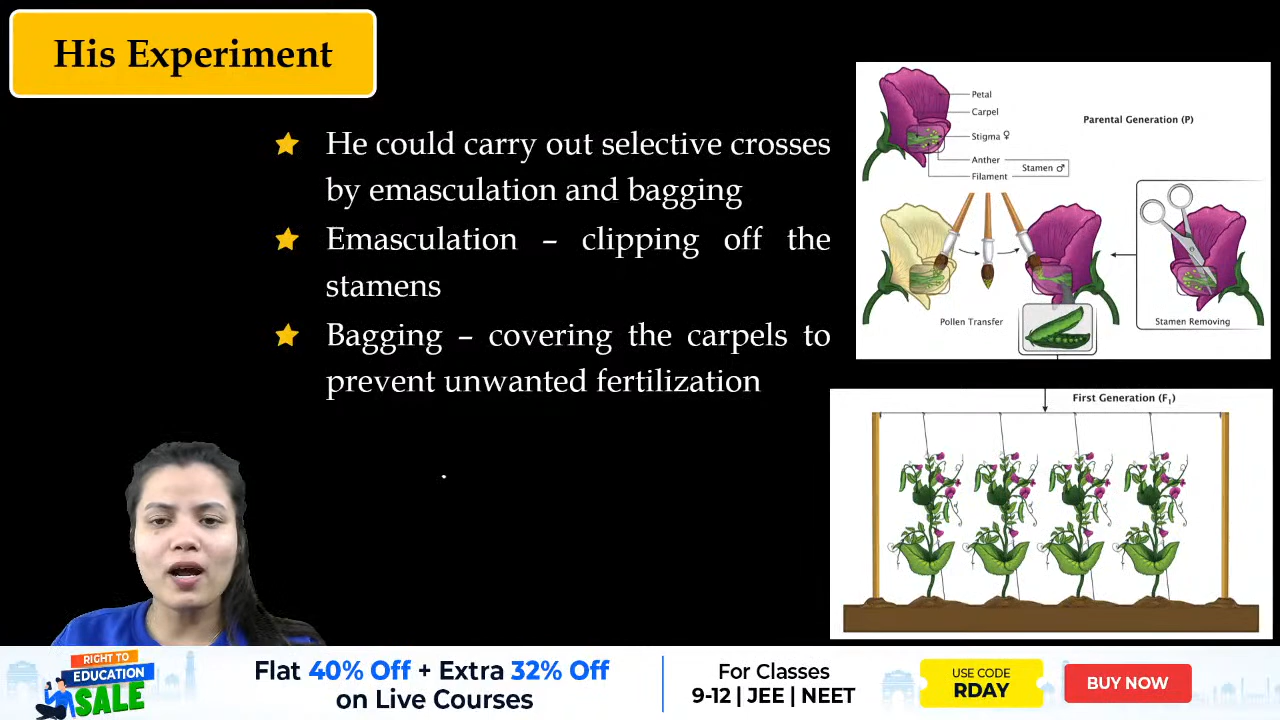 His Experiment
He could carry out selective crosses
by emasculation and bagging
Emasculation – clipping off the
stamens
Bagging – covering the carpels to
prevent unwanted fertilization
Petal
Carpel
Stigma ♀
Anther
Filament
Stamen ♂
Parental Generation (P)
Pollen Transfer
Stamen Removing
First Generation (F₁)
RIGHT TO
EDUCATION
SALE
Flat 40% Off + Extra 32% Off
on Live Courses
For Classes
9-12 | JEE | NEET
USE CODE
RDAY
BUY NOW